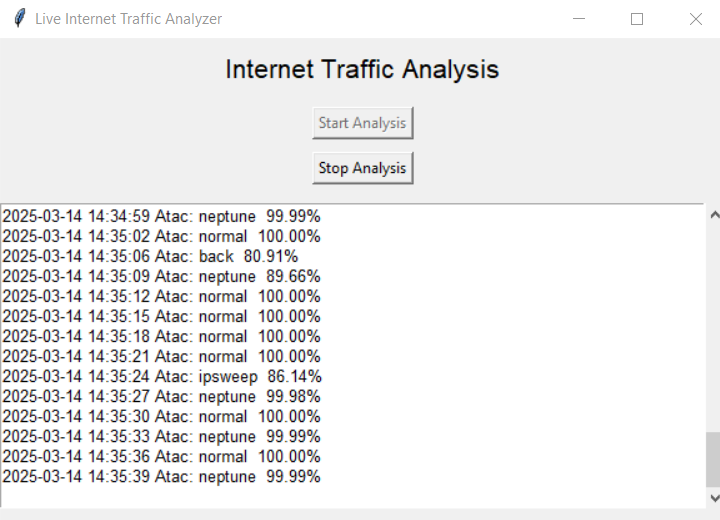 Live Internet Traffic Analyzer
Internet Traffic Analysis
Start Analysis
Stop Analysis
2025-03-14 14:34:59 Atac: neptune 99.99%
2025-03-14 14:35:02 Atac: normal 100.00%
2025-03-14 14:35:06 Atac: back 80.91%
2025-03-14 14:35:09 Atac: neptune 89.66%
2025-03-14 14:35:12 Atac: normal 100.00%
2025-03-14 14:35:15 Atac: normal 100.00%
2025-03-14 14:35:18 Atac: normal 100.00%
2025-03-14 14:35:21 Atac: normal 100.00%
2025-03-14 14:35:24 Atac: ipsweep 86.14%
2025-03-14 14:35:27 Atac: neptune 99.98%
2025-03-14 14:35:30 Atac: normal 100.00%
2025-03-14 14:35:33 Atac: neptune 99.99%
2025-03-14 14:35:36 Atac: normal 100.00%
2025-03-14 14:35:39 Atac: neptune 99.99%